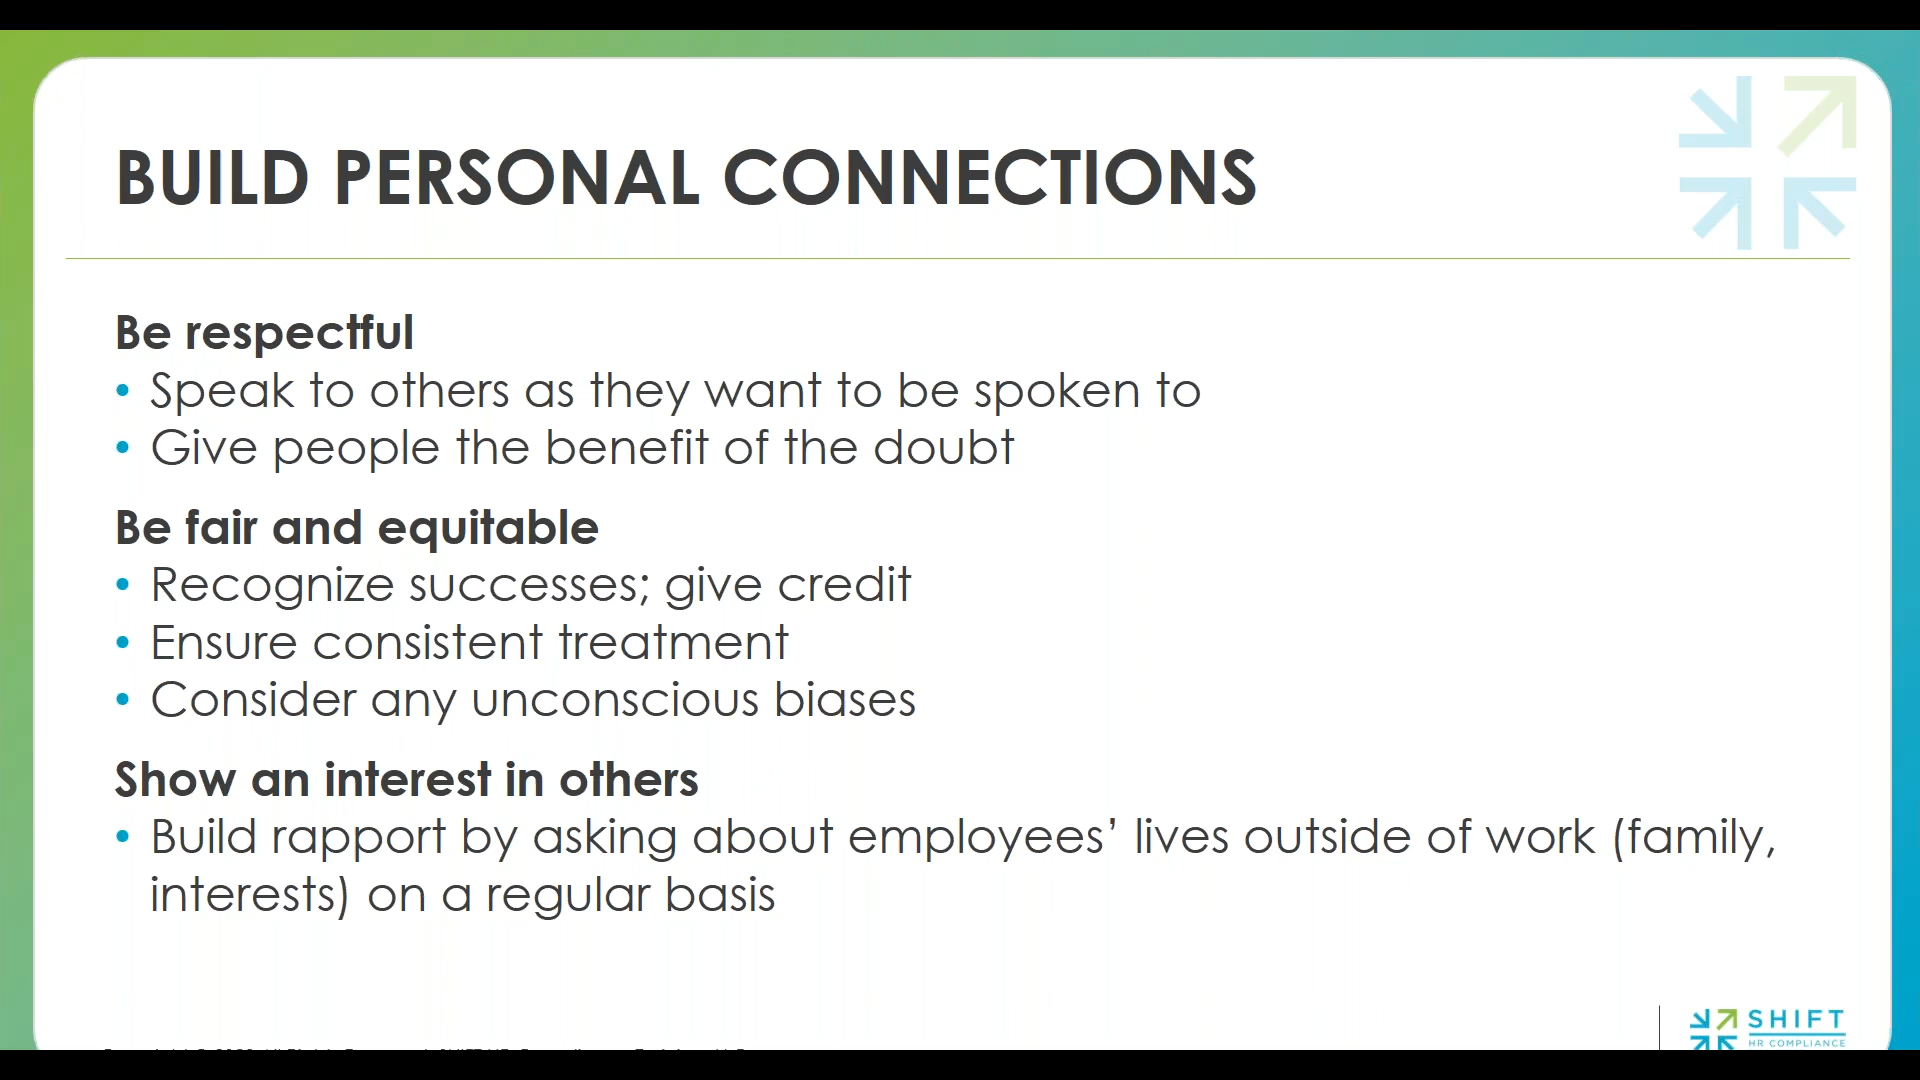 BUILD PERSONAL CONNECTIONS
Be respectful
• Speak to others as they want to be spoken to
• Give people the benefit of the doubt
Be fair and equitable
• Recognize successes; give credit
• Ensure consistent treatment
• Consider any unconscious biases
Show an interest in others
• Build rapport by asking about employees’ lives outside of work (family,
interests) on a regular basis
SHIFT
HR COMPLIANCE